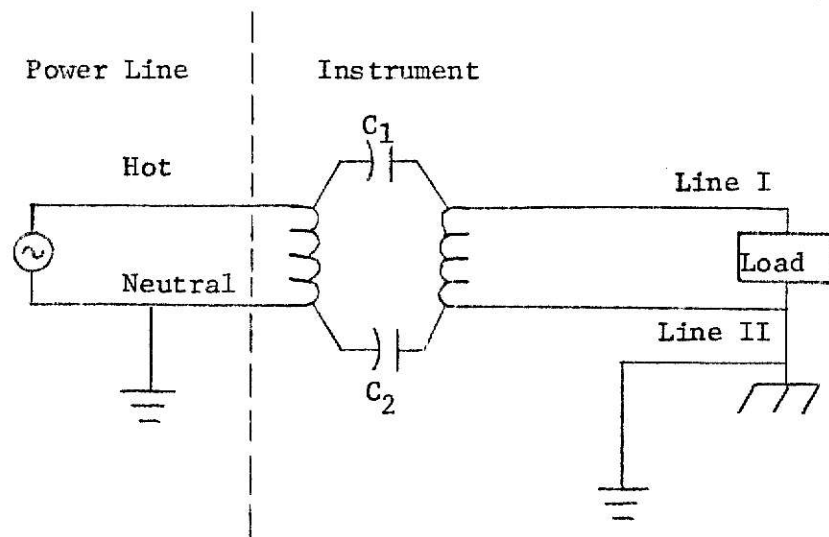 Power Line
Instrument
C1
Hot
Line I
Load
Neutral
Line II
C2